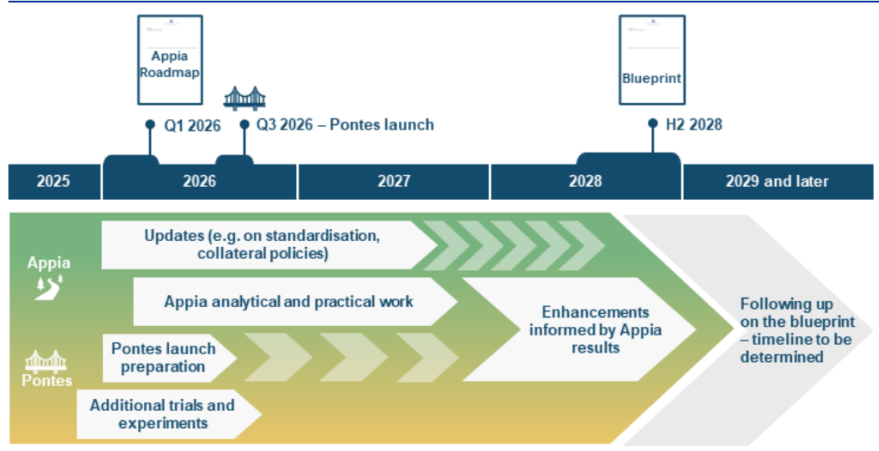 Appia
Roadmap
Blueprint
Q1 2026
Q3 2026 – Pontes launch
H2 2028
2025
2026
2027
2028
2029 and later
Appia
Updates (e.g. on standardisation,
collateral policies)
Appia analytical and practical work
Enhancements
informed by Appia
results
Following up
on the blueprint
– timeline to be
determined
Pontes
Pontes launch
preparation
Additional trials and
experiments